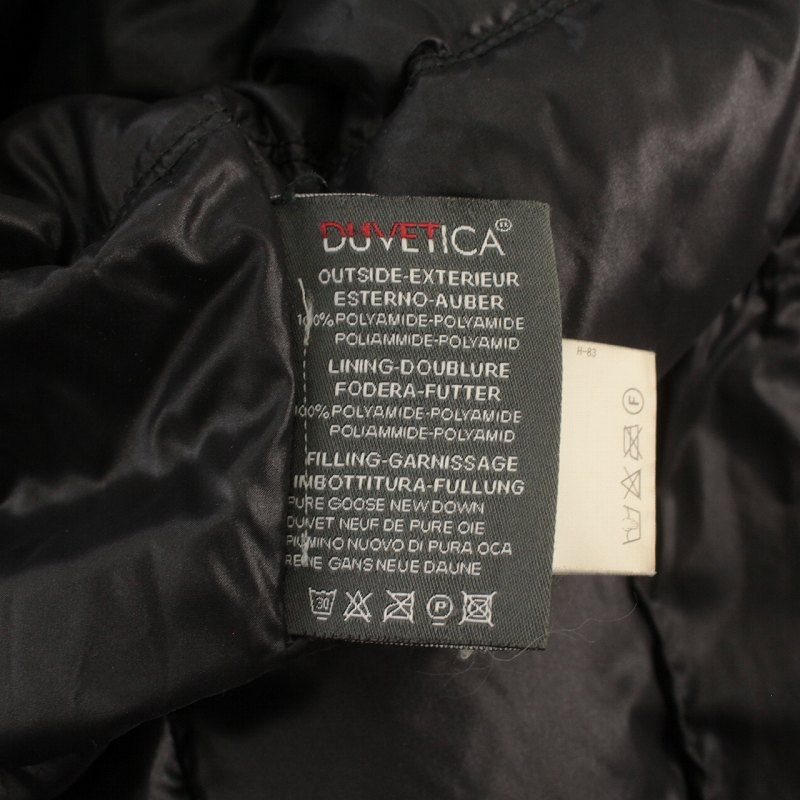 DUVETICA®
OUTSIDE-EXTERIEUR
ESTERNO-AUBER
100% POLYAMIDE-POLYAMIDE
POLIAMMIDE-POLYAMID
LINING-DOUBLURE
FODERA-FUTTER
100% POLYAMIDE-POLYAMIDE
POLIAMMIDE-POLYAMID
FILLING-GARNISSAGE
IMBOTTITURA-FULLUNG
PURE GOOSE NEW DOWN
DUVET NEUF DE PURE OIE
PIUMINO NUOVO DI PURA OCA
REINE GANS NEUE DAUNE
30 P
H-83
F